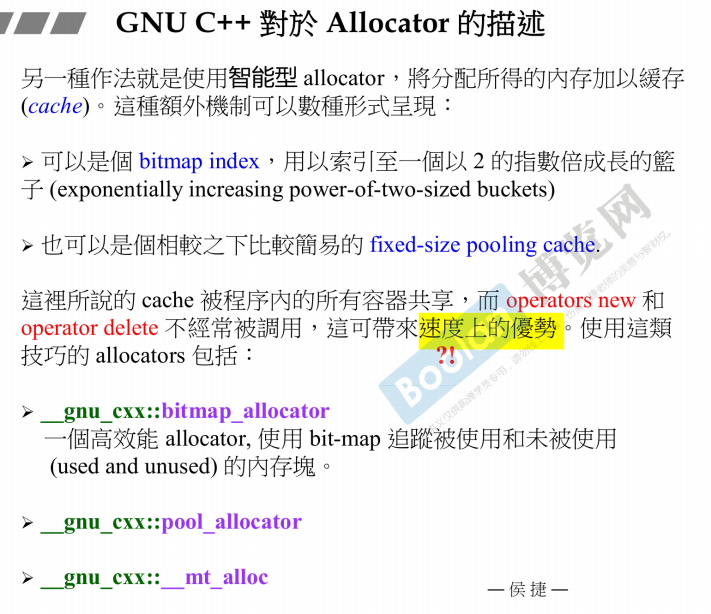 GNU C++ 對於 Allocator 的描述
另一種作法就是使用智能型 allocator，將分配所得的內存加以緩存
(cache)。這種額外機制可以數種形式呈現：
➢ 可以是個 bitmap index，用以索引至一個以 2 的指數倍成長的籃
子 (exponentially increasing power-of-two-sized buckets)
➢ 也可以是個相較之下比較簡易的 fixed-size pooling cache.
這裡所說的 cache 被程序內的所有容器共享，而 operators new 和
operator delete 不經常被調用，這可帶來速度上的優勢。使用這類
?!
技巧的 allocators 包括：
➢ __gnu_cxx::bitmap_allocator
一個高效能 allocator, 使用 bit-map 追蹤被使用和未被使用
(used and unused) 的內存塊。
➢ __gnu_cxx::pool_allocator
➢ __gnu_cxx::__mt_alloc
— 侯 捷 —
Boolan 博览网